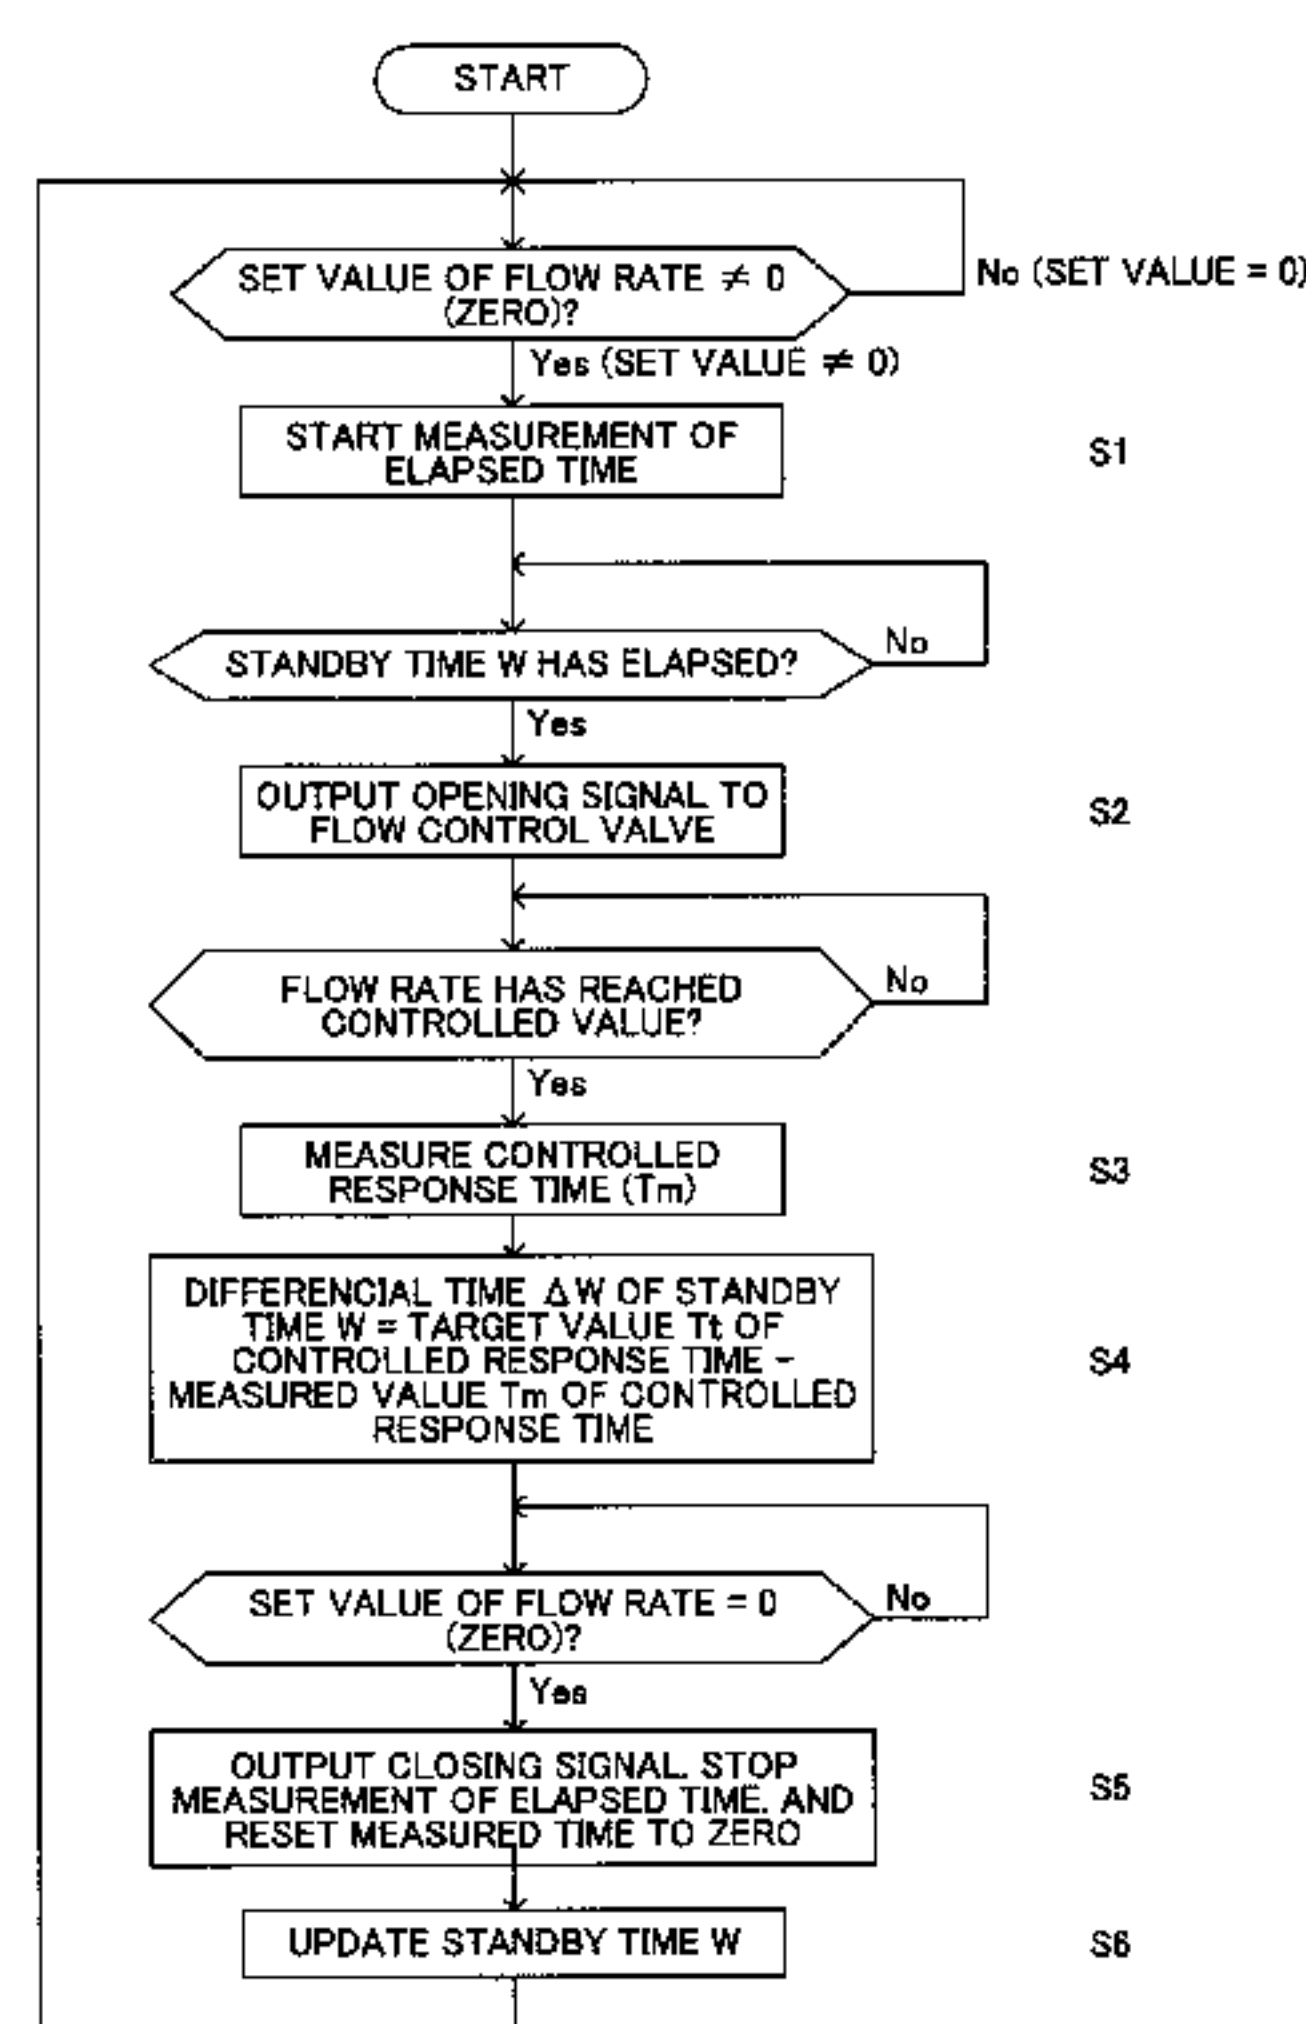 START
SET VALUE OF FLOW RATE ≠ 0
(ZERO)?
No (SET VALUE = 0)
Yes (SET VALUE ≠ 0)
START MEASUREMENT OF
ELAPSED TIME
S1
STANDBY TIME W HAS ELAPSED?
No
Yes
OUTPUT OPENING SIGNAL TO
FLOW CONTROL VALVE
S2
FLOW RATE HAS REACHED
CONTROLLED VALUE?
No
Yes
MEASURE CONTROLLED
RESPONSE TIME (Tm)
S3
DIFFERENCIAL TIME ΔW OF STANDBY
TIME W = TARGET VALUE Tt OF
CONTROLLED RESPONSE TIME -
MEASURED VALUE Tm OF CONTROLLED
RESPONSE TIME
S4
SET VALUE OF FLOW RATE = 0
(ZERO)?
No
Yes
OUTPUT CLOSING SIGNAL, STOP
MEASUREMENT OF ELAPSED TIME, AND
RESET MEASURED TIME TO ZERO
S5
UPDATE STANDBY TIME W
S6